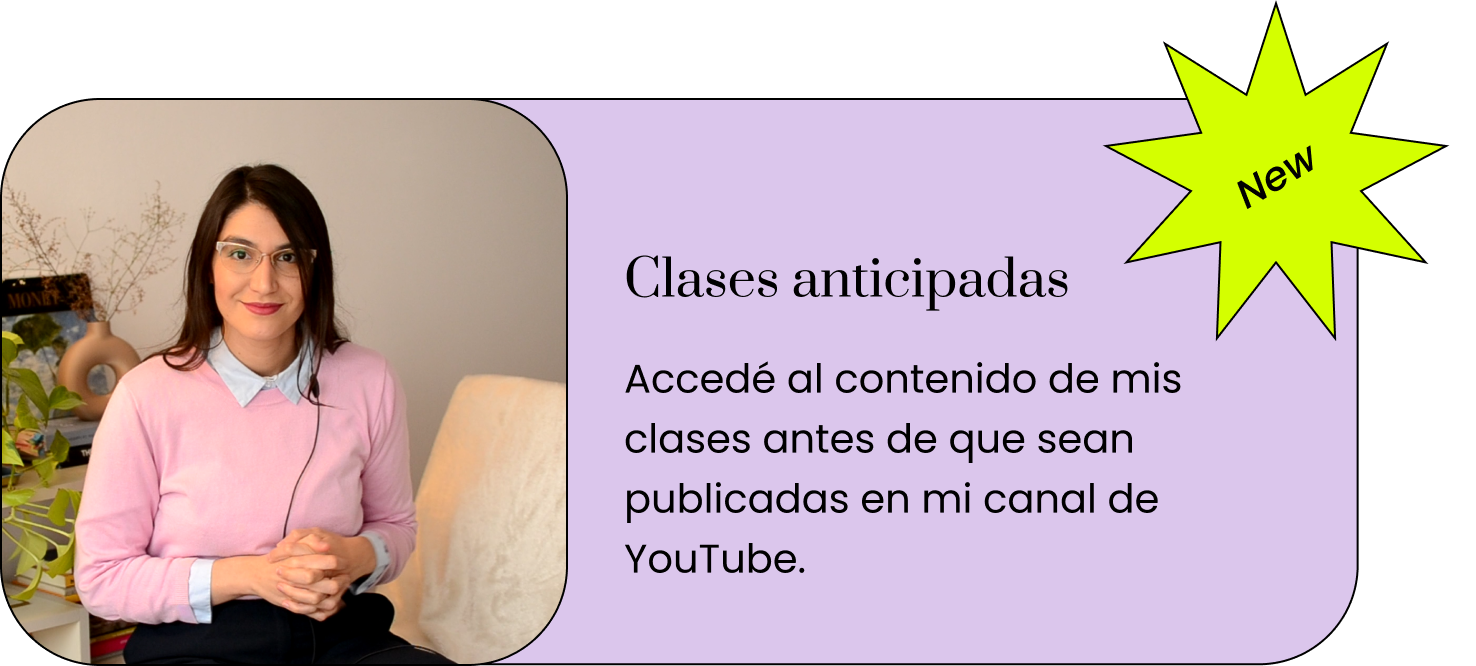 New
Clases anticipadas
Accedé al contenido de mis
clases antes de que sean
publicadas en mi canal de
YouTube.
MONET